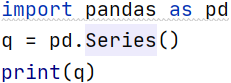 import pandas as pd
q = pd.Series()
print(q)